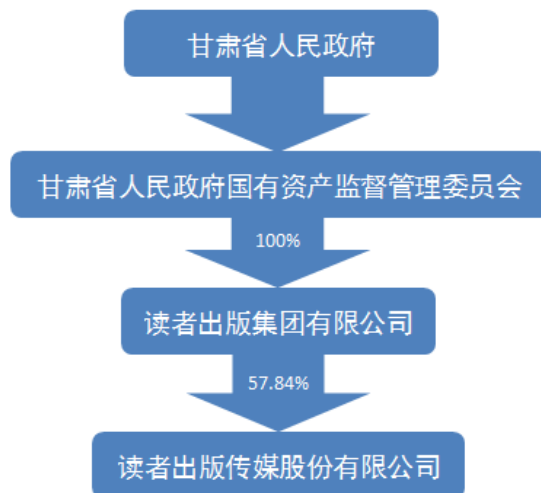 甘肃省人民政府
甘肃省人民政府国有资产监督管理委员会
100%
读者出版集团有限公司
57.84%
读者出版传媒股份有限公司